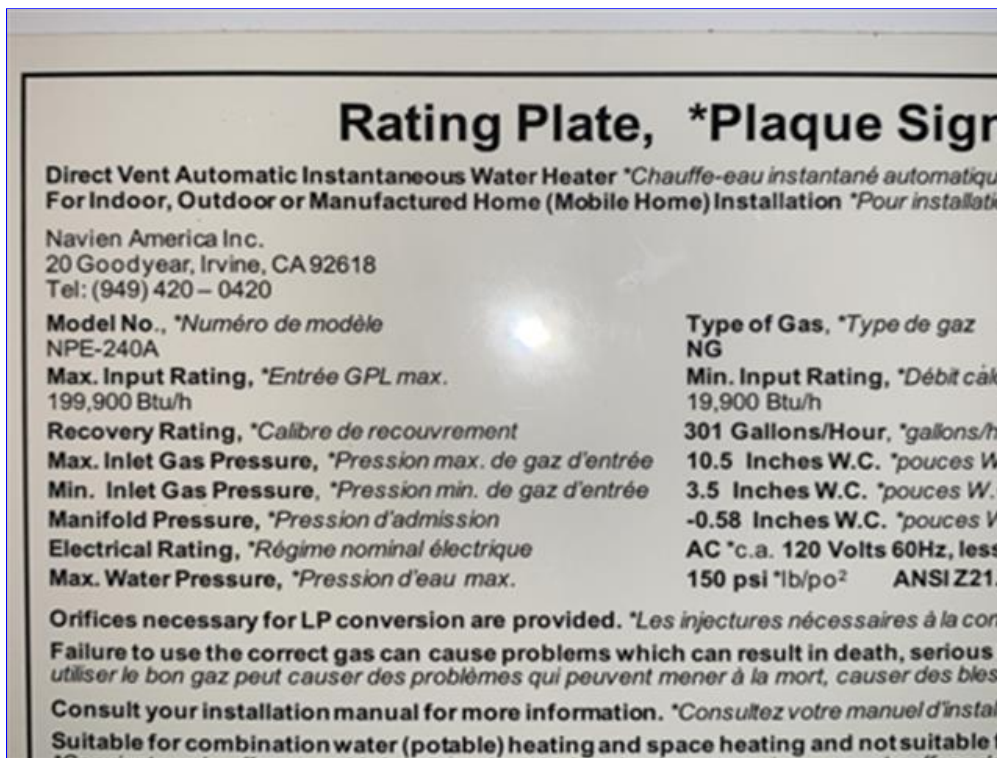 Rating Plate, *Plaque Sign
Direct Vent Automatic Instantaneous Water Heater *Chauffe-eau instantané automatiqu
For Indoor, Outdoor or Manufactured Home (Mobile Home) Installation *Pour installati
Navien America Inc.
20 Goodyear, Irvine, CA 92618
Tel: (949) 420 – 0420
Model No., *Numéro de modèle Type of Gas, *Type de gaz
NPE-240A NG
Max. Input Rating, *Entrée GPL max. Min. Input Rating, *Débit calo
199,900 Btu/h 19,900 Btu/h
Recovery Rating, *Calibre de recouvrement 301 Gallons/Hour, *gallons/h
Max. Inlet Gas Pressure, *Pression max. de gaz d'entrée 10.5 Inches W.C. *pouces W
Min. Inlet Gas Pressure, *Pression min. de gaz d'entrée 3.5 Inches W.C. *pouces W.
Manifold Pressure, *Pression d'admission -0.58 Inches W.C. *pouces W
Electrical Rating, *Régime nominal électrique AC *c.a. 120 Volts 60Hz, less
Max. Water Pressure, *Pression d'eau max. 150 psi *lb/po² ANSI Z21.
Orifices necessary for LP conversion are provided. *Les injectures nécessaires à la con
Failure to use the correct gas can cause problems which can result in death, serious
utiliser le bon gaz peut causer des problèmes qui peuvent mener à la mort, causer des bles
Consult your installation manual for more information. *Consultez votre manuel d'instal
Suitable for combination water (potable) heating and space heating and not suitable